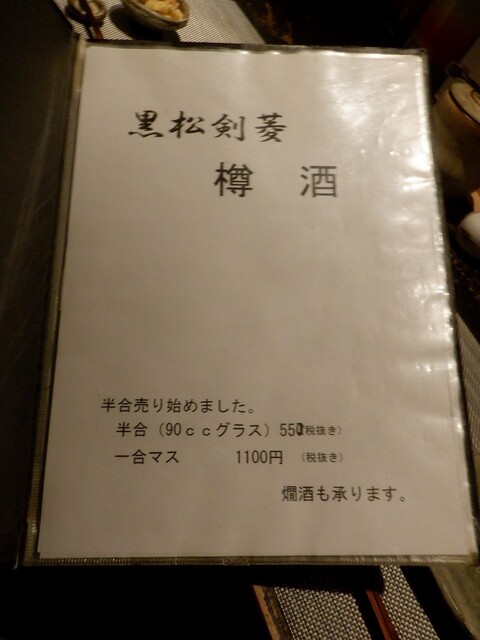 黒松剣菱
樽 酒
半合売り始めました。
半合（90ｃｃグラス）550（税抜き）
一合マス 1100円 （税抜き）
燗酒も承ります。